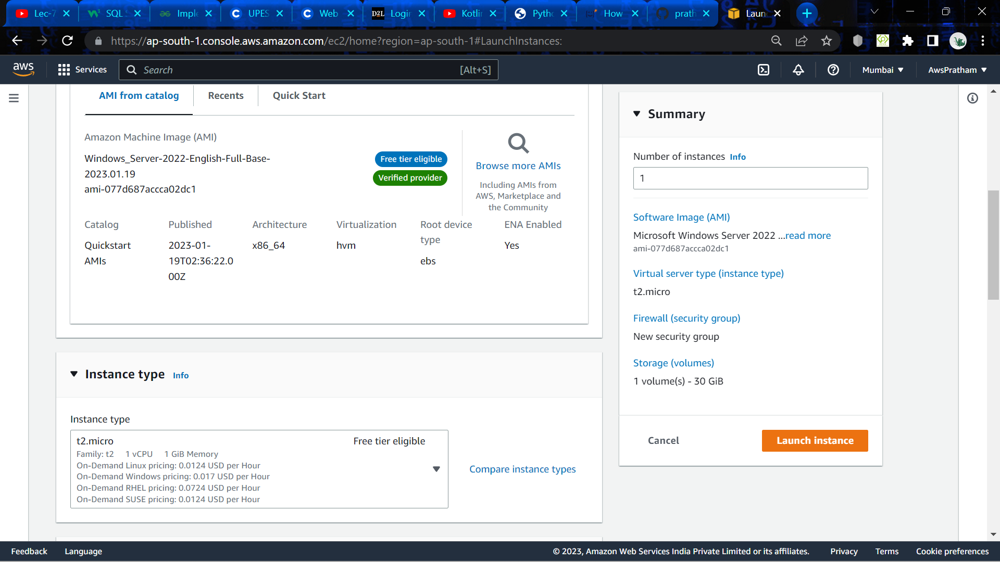 Lec-7
SQL S
Imple
UPES
Web
D2L
Login
Kotlin
Pytho
How
prath
Laun
https://ap-south-1.console.aws.amazon.com/ec2/home?region=ap-south-1#LaunchInstances:
aws
Services
Search
[Alt+S]
Mumbai
AwsPratham
AMI from catalog
Recents
Quick Start
Amazon Machine Image (AMI)
Windows_Server-2022-English-Full-Base-
2023.01.19
ami-077d687accca02dc1
Free tier eligible
Verified provider
Browse more AMIs
Including AMIs from
AWS, Marketplace and
the Community
Catalog
Quickstart
AMIs
Published
2023-01-
19T02:36:22.0
00Z
Architecture
x86_64
Virtualization
hvm
Root device
type
ebs
ENA Enabled
Yes
Instance type Info
Instance type
t2.micro
Free tier eligible
Family: t2 1 vCPU 1 GiB Memory
On-Demand Linux pricing: 0.0124 USD per Hour
On-Demand Windows pricing: 0.017 USD per Hour
On-Demand RHEL pricing: 0.0724 USD per Hour
On-Demand SUSE pricing: 0.0124 USD per Hour
Compare instance types
Summary
Number of instances Info
1
Software Image (AMI)
Microsoft Windows Server 2022 ...read more
ami-077d687accca02dc1
Virtual server type (instance type)
t2.micro
Firewall (security group)
New security group
Storage (volumes)
1 volume(s) - 30 GiB
Cancel
Launch instance
Feedback
Language
© 2023, Amazon Web Services India Private Limited or its affiliates.
Privacy
Terms
Cookie preferences